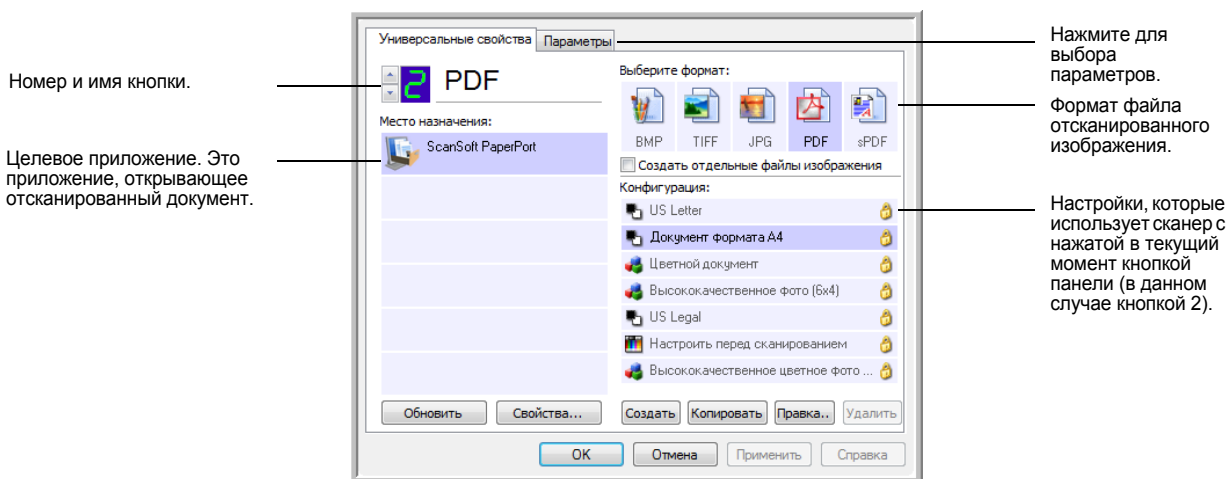 Номер и имя кнопки.
Целевое приложение. Это
приложение, открывающее
отсканированный документ.
Универсальные свойства
Параметры
2
PDF
Место назначения:
ScanSoft PaperPort
Обновить
Свойства...
Выберите формат:
BMP
TIFF
JPG
PDF
sPDF
Создать отдельные файлы изображения
Конфигурация:
US Letter
Документ формата A4
Цветной документ
Высококачественное фото (6x4)
US Legal
Настроить перед сканированием
Высококачественное цветное фото ...
Создать
Копировать
Правка..
Удалить
OK
Отмена
Применить
Справка
Нажмите для
выбора
параметров.
Формат файла
отсканированного
изображения.
Настройки, которые
использует сканер с
нажатой в текущий
момент кнопкой
панели (в данном
случае кнопкой 2).